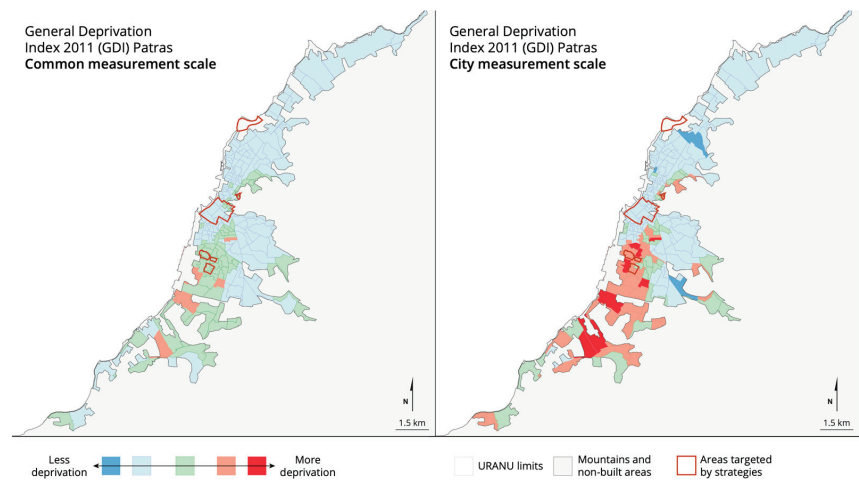 General Deprivation
Index 2011 (GDI) Patras
Common measurement scale
General Deprivation
Index 2011 (GDI) Patras
City measurement scale
N
1.5 km
N
1.5 km
Less
deprivation
More
deprivation
URANU limits
Mountains and
non-built areas
Areas targeted
by strategies